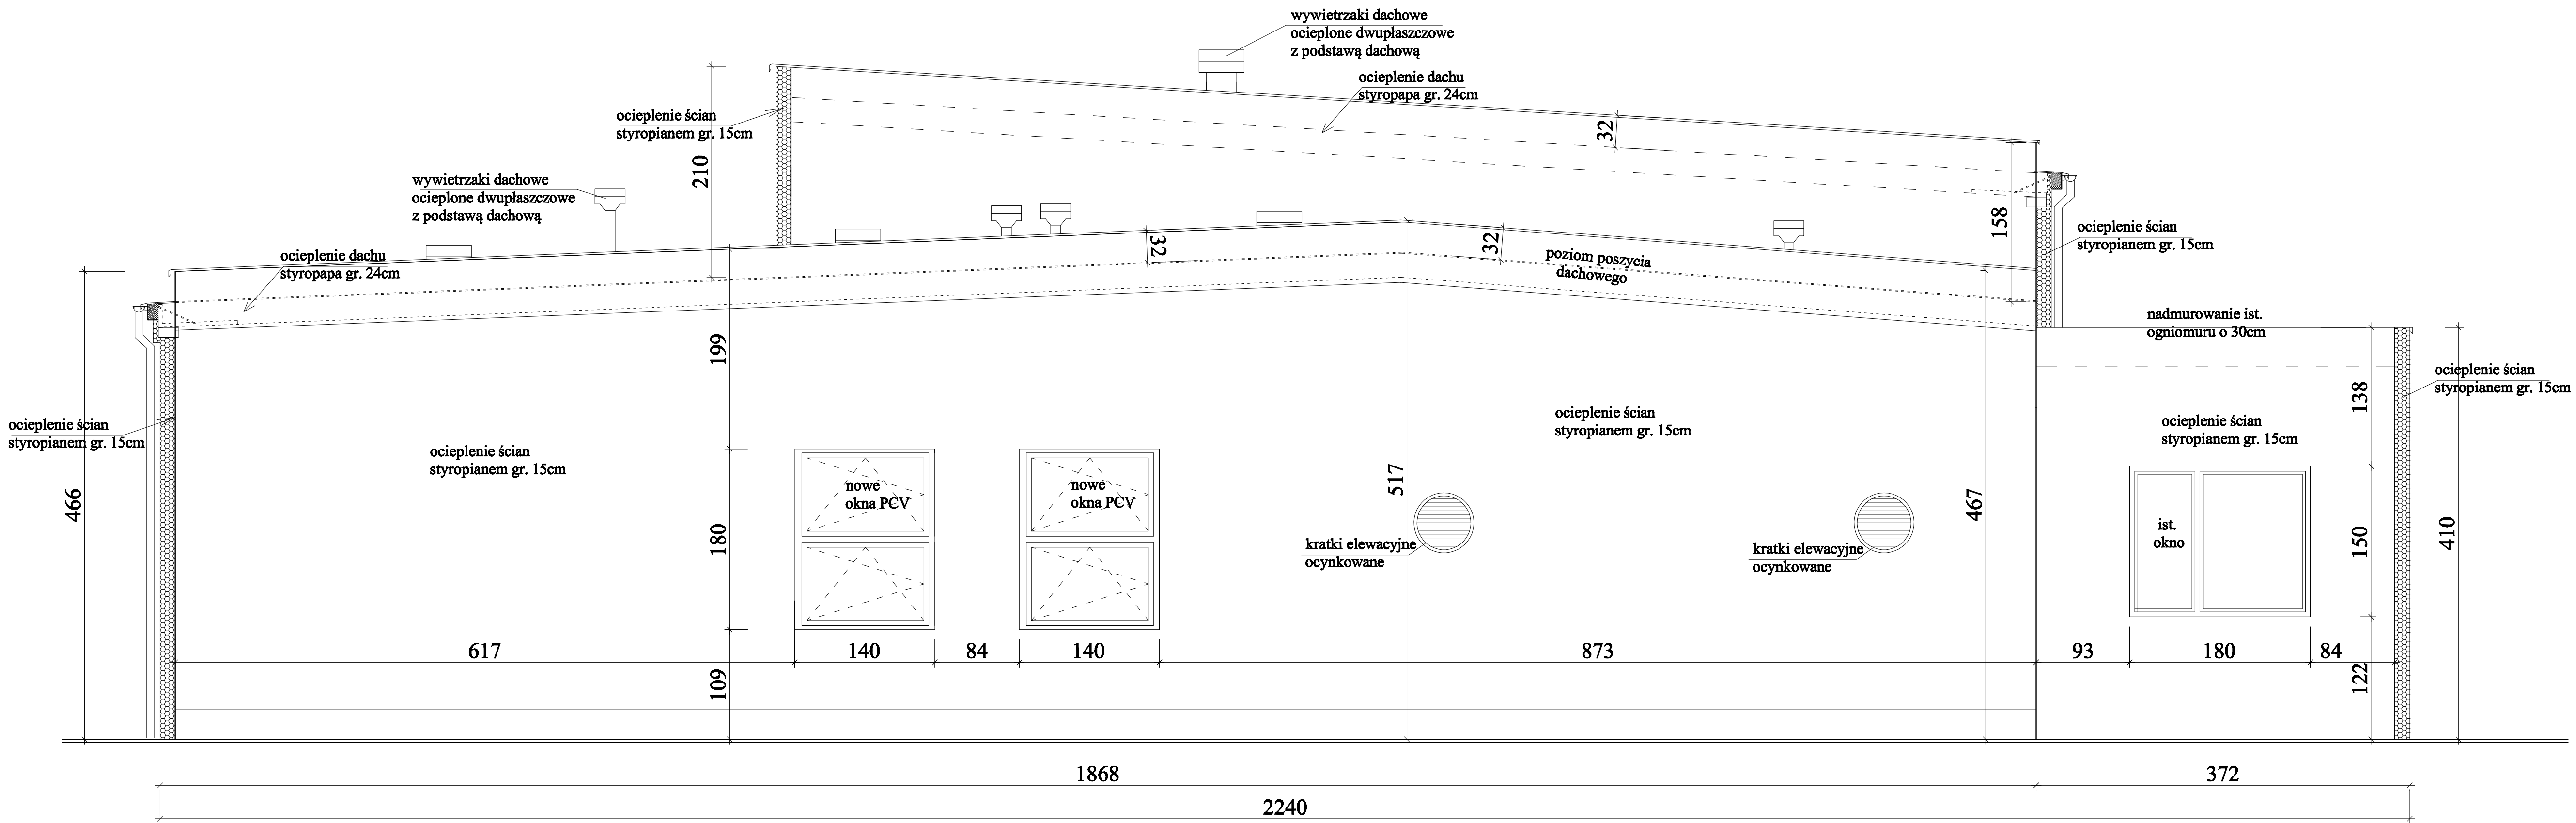 wywietrzaki dachowe
ocieplone dwupłaszczowe
z podstawą dachową
ocieplenie dachu
styropapa gr. 24cm
ocieplenie ścian
styropianem gr. 15cm
32
210
wywietrzaki dachowe
ocieplone dwupłaszczowe
z podstawą dachową
158
ocieplenie ścian
styropianem gr. 15cm
ocieplenie dachu
styropapa gr. 24cm
32
32
poziom poszycia
dachowego
nadmurowanie ist.
ogniomuru o 30cm
199
138
ocieplenie ścian
styropianem gr. 15cm
ocieplenie ścian
styropianem gr. 15cm
ocieplenie ścian
styropianem gr. 15cm
ocieplenie ścian
styropianem gr. 15cm
ocieplenie ścian
styropianem gr. 15cm
466
nowe
okna PCV
nowe
okna PCV
517
467
180
ist.
okno
150
410
kratki elewacyjne
ocynkowane
kratki elewacyjne
ocynkowane
617
140
84
140
873
93
180
84
109
122
1868
372
2240